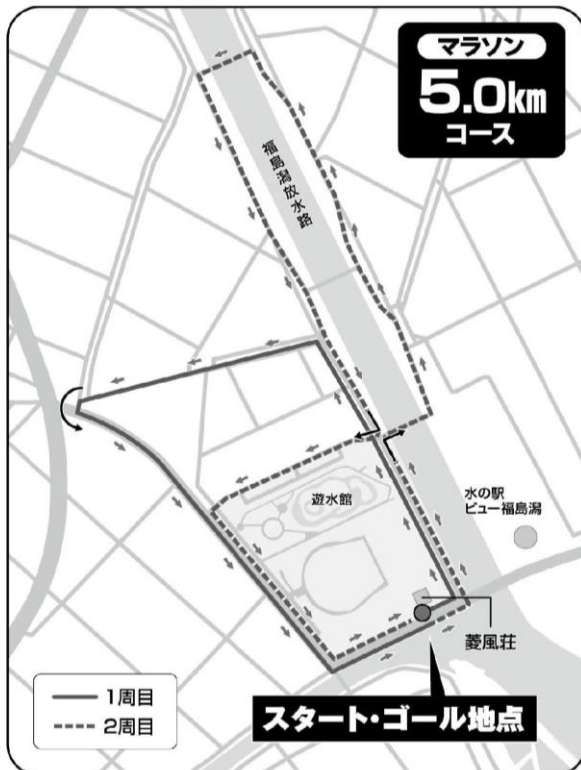 マラソン
5.0km
コース
福島潟放水路
遊水館
水の駅
ビュー福島潟
菱風荘
スタート・ゴール地点
1周目
2周目